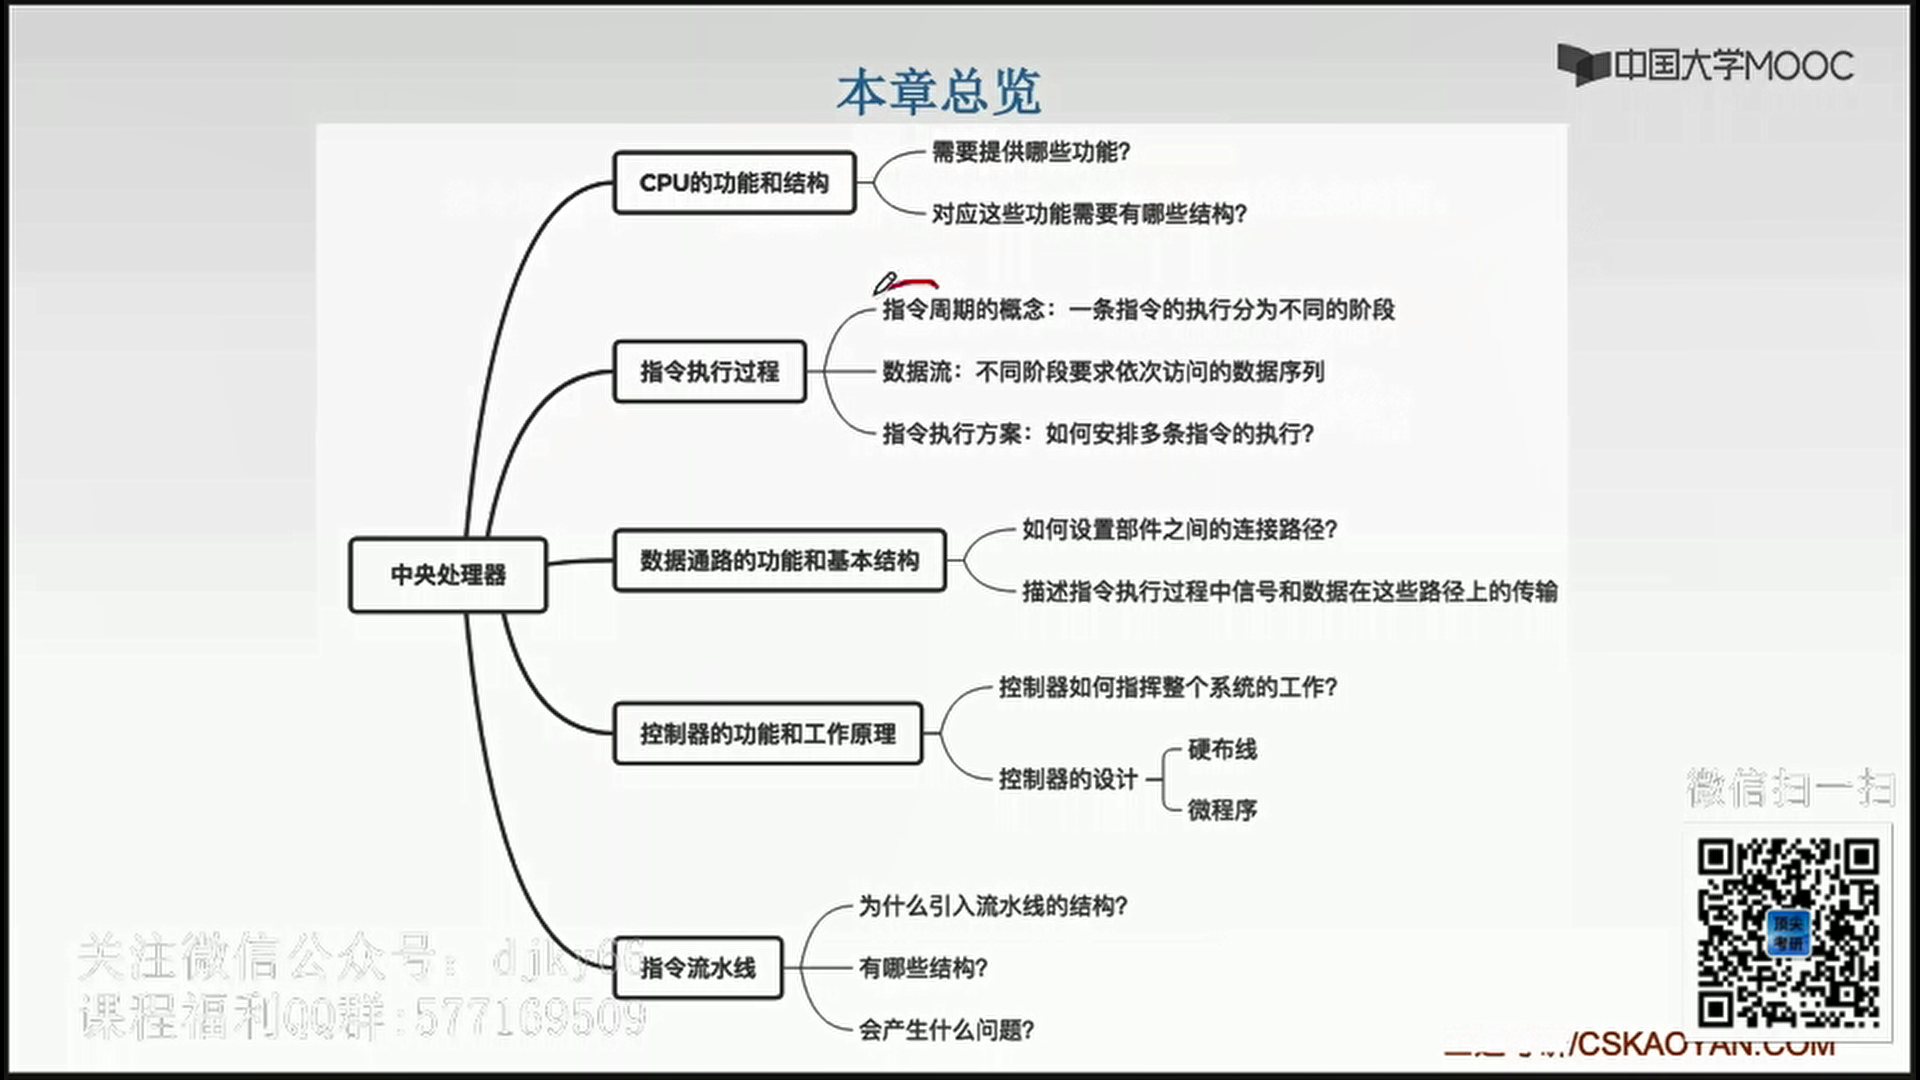 中国大学MOOC
本章总览
CPU的功能和结构
需要提供哪些功能?
对应这些功能需要有哪些结构?
指令执行过程
指令周期的概念：一条指令的执行分为不同的阶段
数据流：不同阶段要求依次访问的数据序列
指令执行方案：如何安排多条指令的执行?
中央处理器
数据通路的功能和基本结构
如何设置部件之间的连接路径?
描述指令执行过程中信号和数据在这些路径上的传输
控制器的功能和工作原理
控制器如何指挥整个系统的工作?
控制器的设计
硬布线
微程序
指令流水线
为什么引入流水线的结构?
有哪些结构?
会产生什么问题?
微信扫一扫
顶尖
考研
关注微信公众号：djky66
课程福利QQ群:577169509
/CSKAOYAN.COM